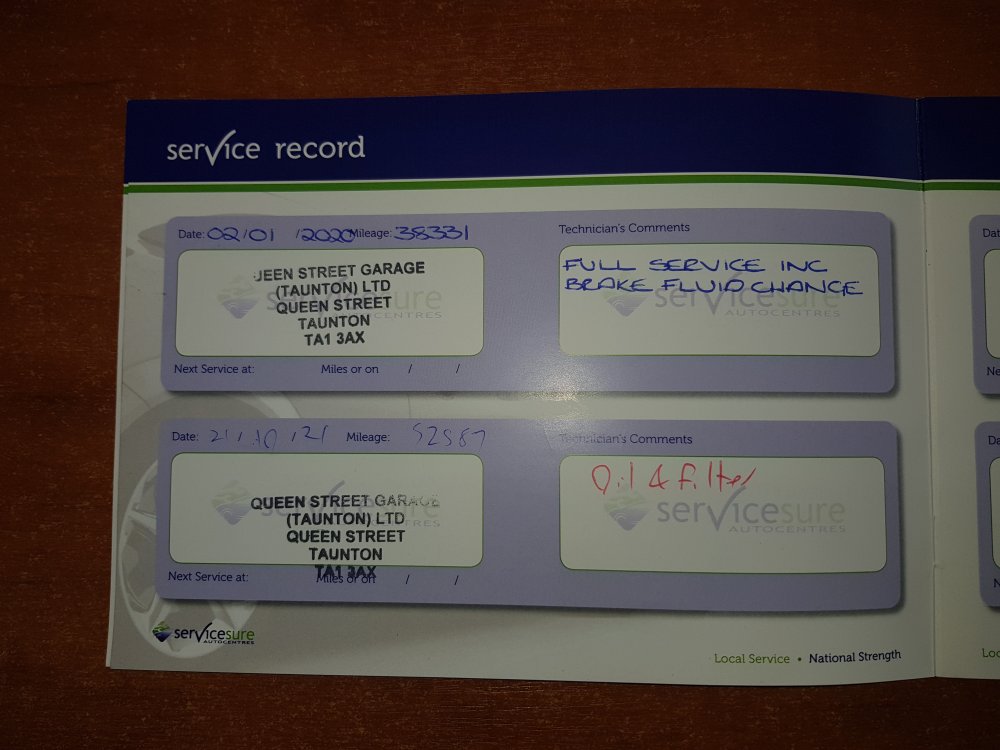 service record
Date: 02/01/2020 Mileage: 38331
Technician's Comments
UEEN STREET GARAGE
(TAUNTON) LTD
QUEEN STREET
TAUNTON
TA1 3AX
FULL SERVICE INC
BRAKE FLUID CHANGE
servicesure
AUTOCENTRES
Next Service at: Miles or on / /
Date: 21/10/21 Mileage: 52587
Technician's Comments
QUEEN STREET GARAGE
(TAUNTON) LTD
QUEEN STREET
TAUNTON
TA1 3AX
Oil & filter
servicesure
AUTOCENTRES
Next Service at: Miles or on / /
servicesure
AUTOCENTRES
Local Service • National Strength